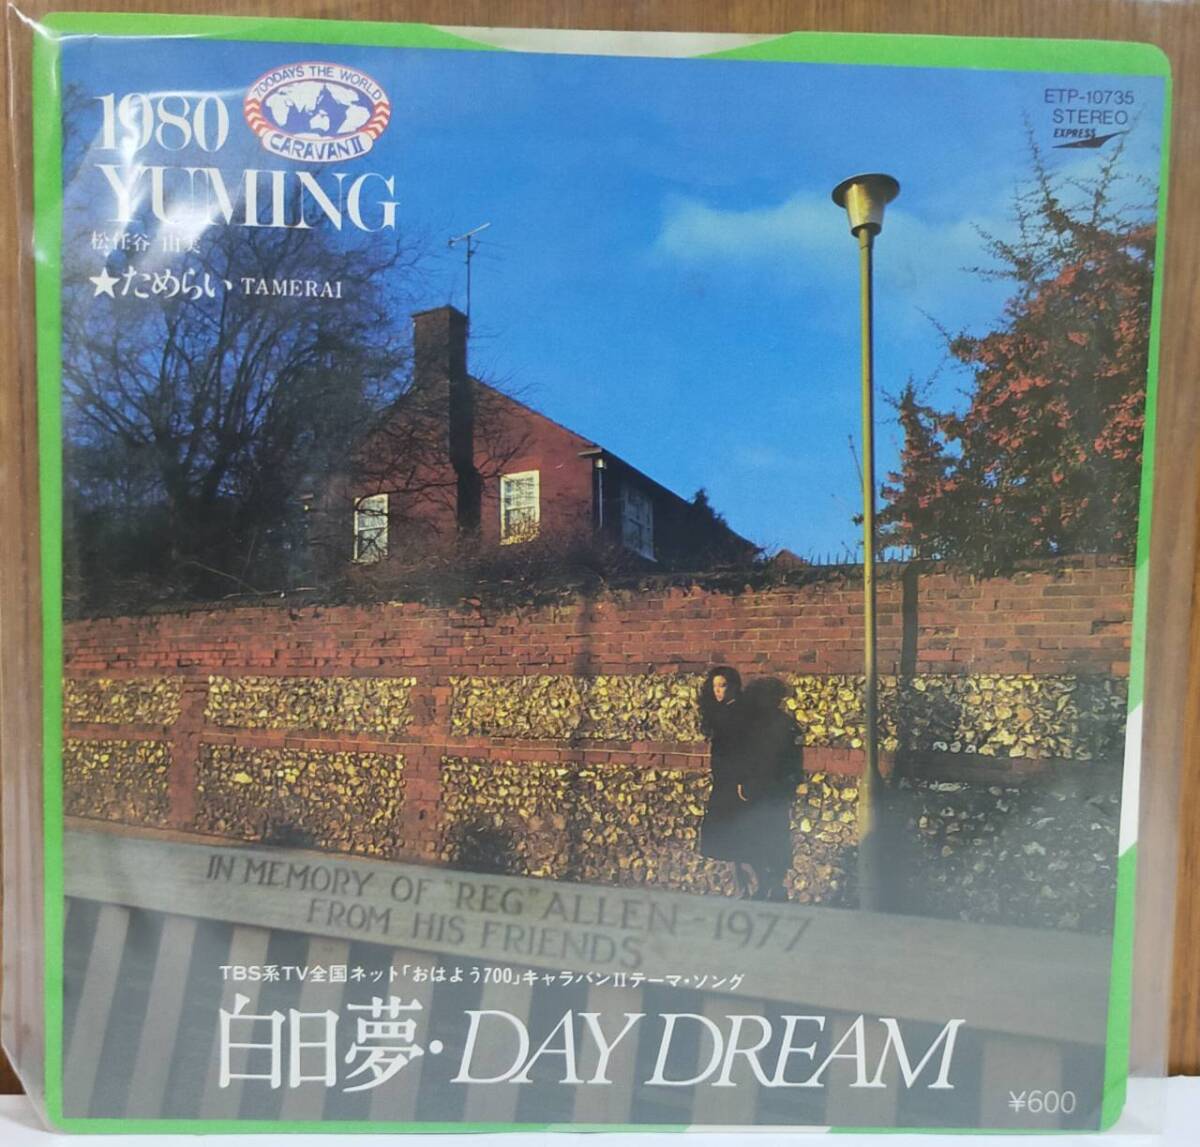 1980
700DAYS THE WORLD
CARAVAN II
YUMING
松任谷 由実
★ためらい TAMERAI
ETP-10735
STEREO
EXPRESS
IN MEMORY OF "REG" ALLEN - 1977
FROM HIS FRIENDS
TBS系TV全国ネット「おはよう700」キャラバンIIテーマ・ソング
白日夢・DAY DREAM
¥600